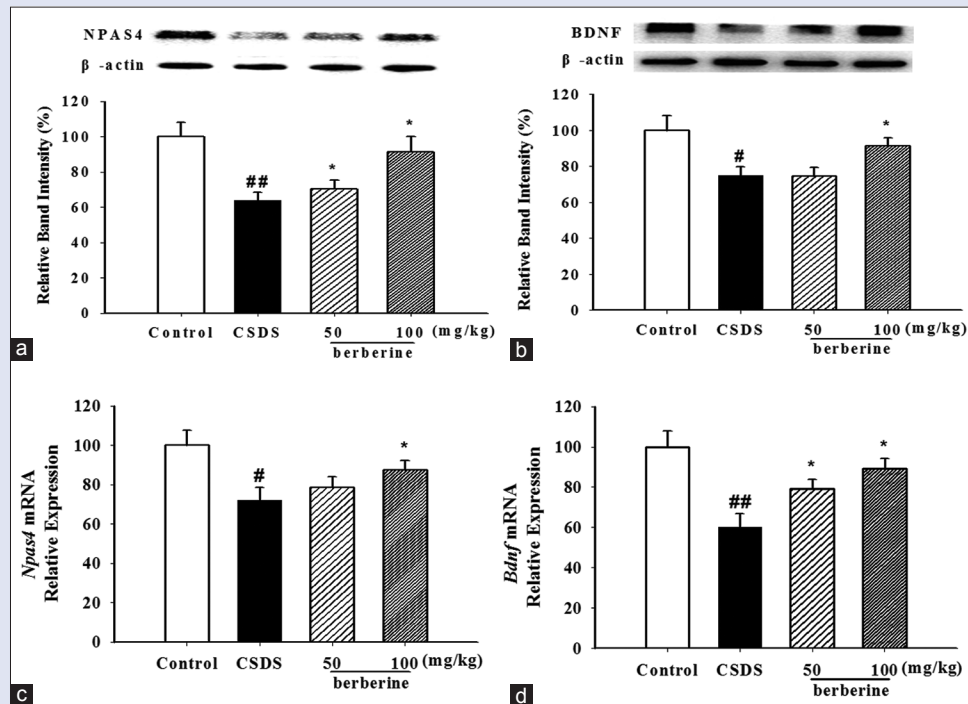 NPAS4
β -actin
Relative Band Intensity (%)
120
100
80
60
40
20
0
##
*
*
Control CSDS 50 100 (mg/kg)
berberine
a
BDNF
β -actin
Relative Band Intensity (%)
120
100
80
60
40
20
0
#
*
Control CSDS 50 100 (mg/kg)
berberine
b
Npas4 mRNA
Relative Expression
120
100
80
60
40
20
0
#
*
Control CSDS 50 100 (mg/kg)
berberine
c
Bdnf mRNA
Relative Expression
120
100
80
60
40
20
0
##
*
*
Control CSDS 50 100 (mg/kg)
berberine
d